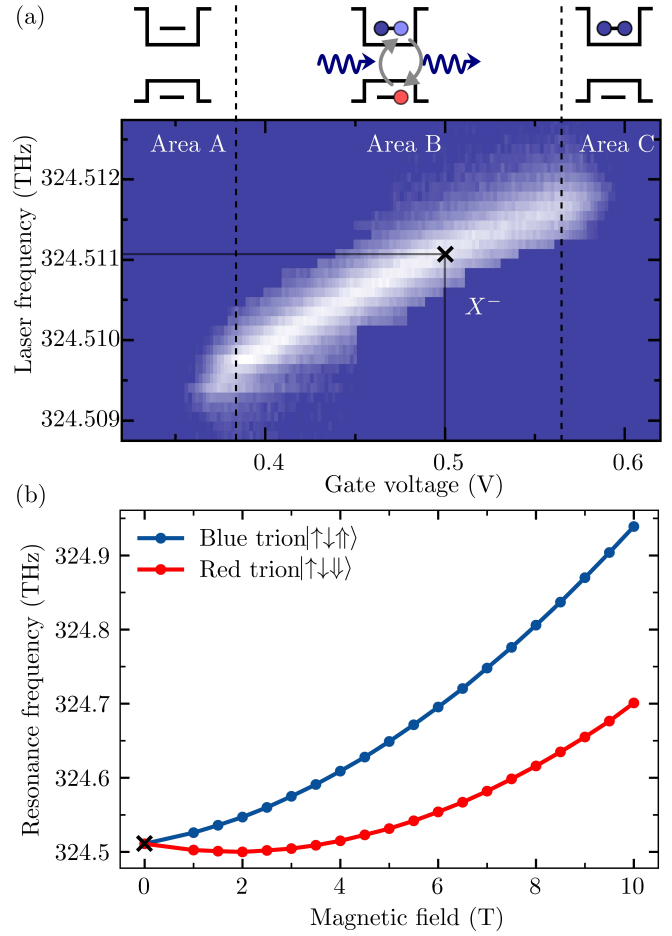 (a)
Area A
Area B
Area C
324.512
324.511
324.510
324.509
Laser frequency (THz)
X⁻
0.4
0.5
0.6
Gate voltage (V)
(b)
Blue trion|↑↓⇑⟩
Red trion|↑↓⇓⟩
324.9
324.8
324.7
324.6
324.5
Resonance frequency (THz)
0
2
4
6
8
10
Magnetic field (T)